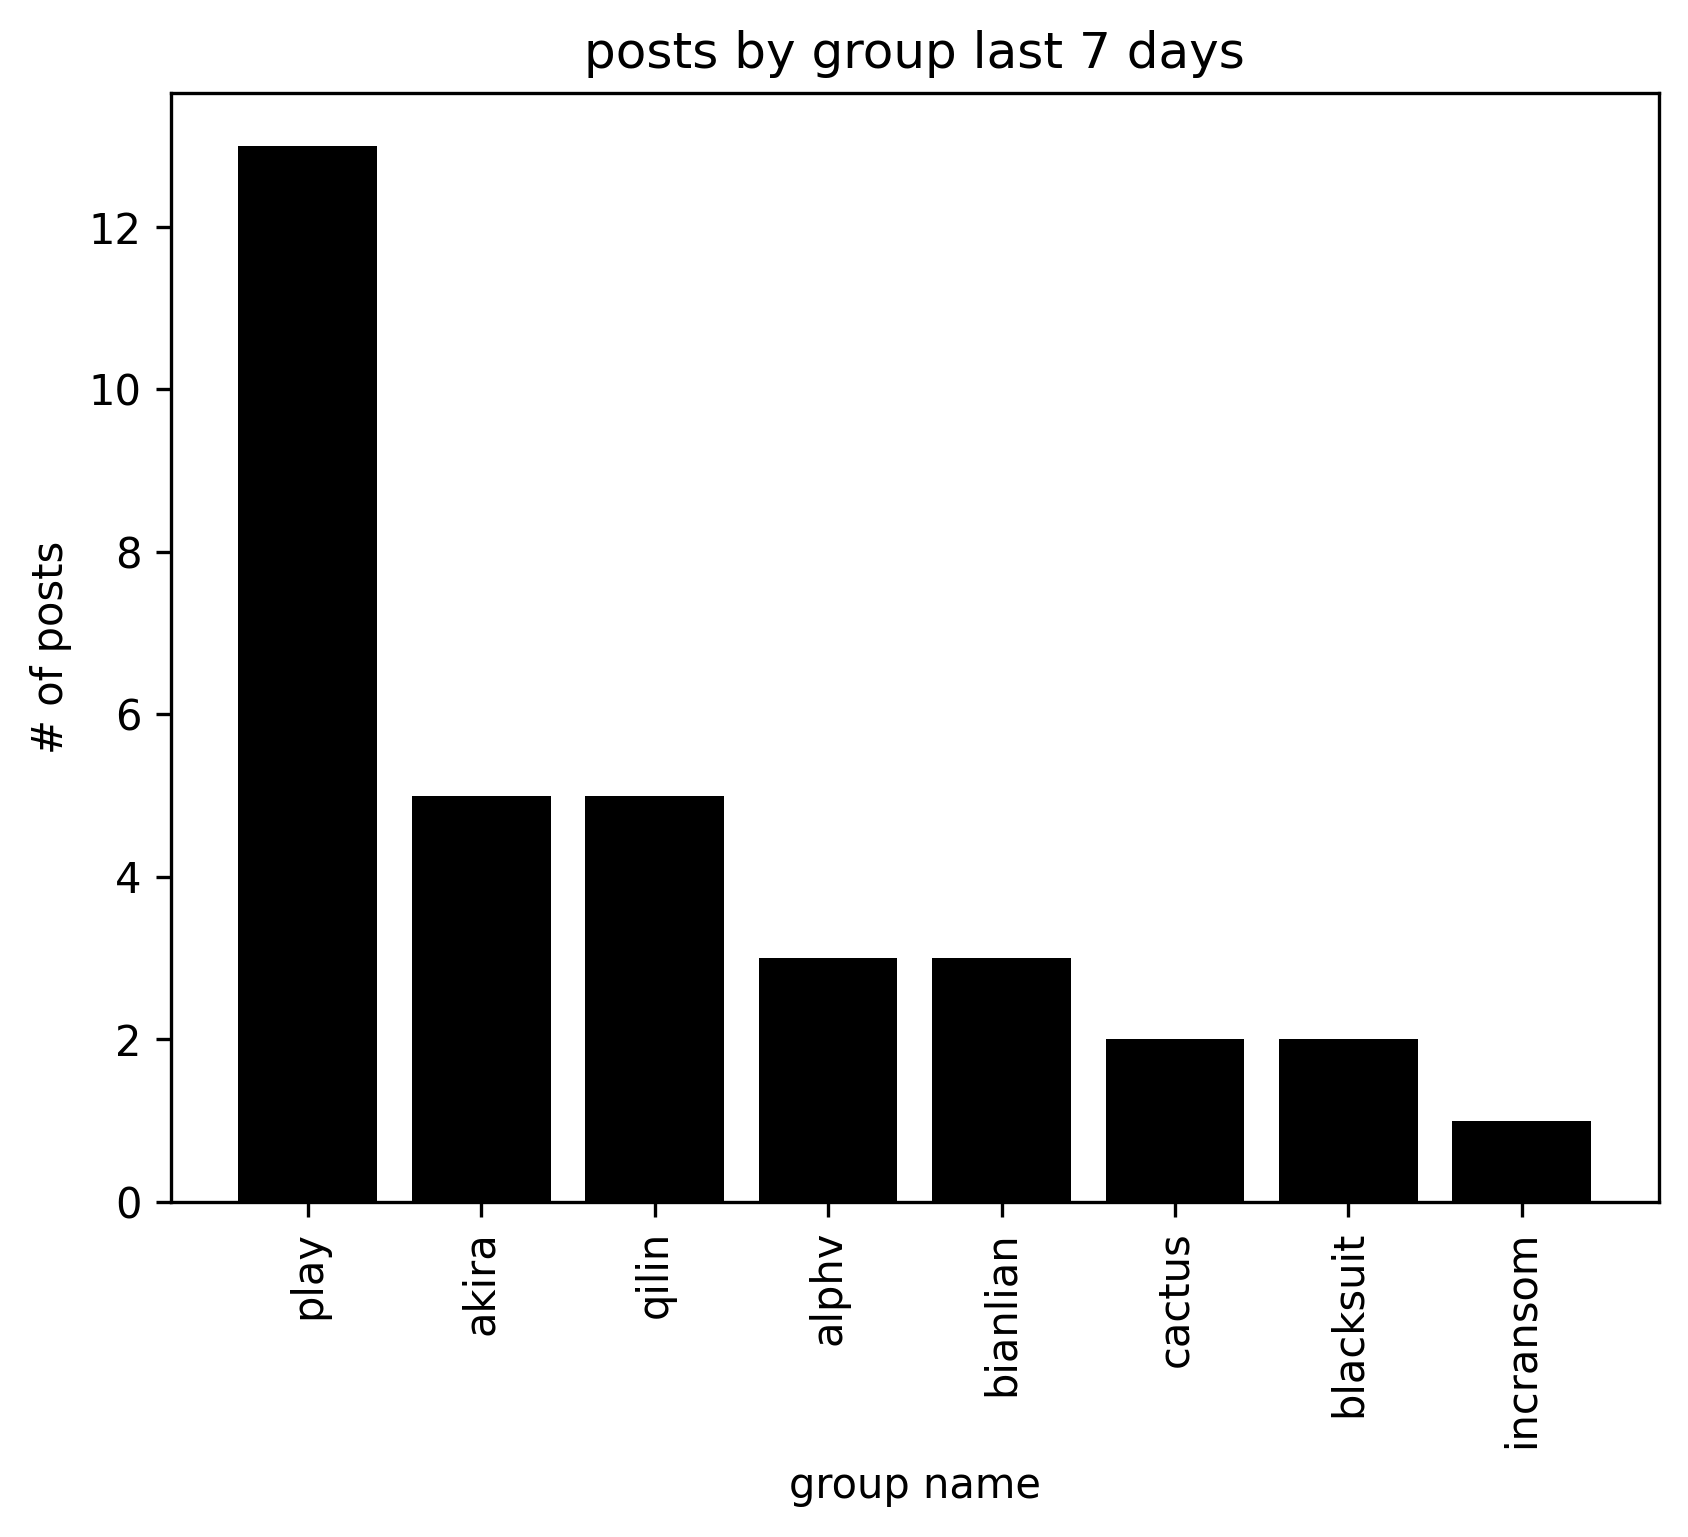 posts by group last 7 days
# of posts
12
10
8
6
4
2
0
play
akira
qilin
alphv
bianlian
cactus
blacksuit
incransom
group name